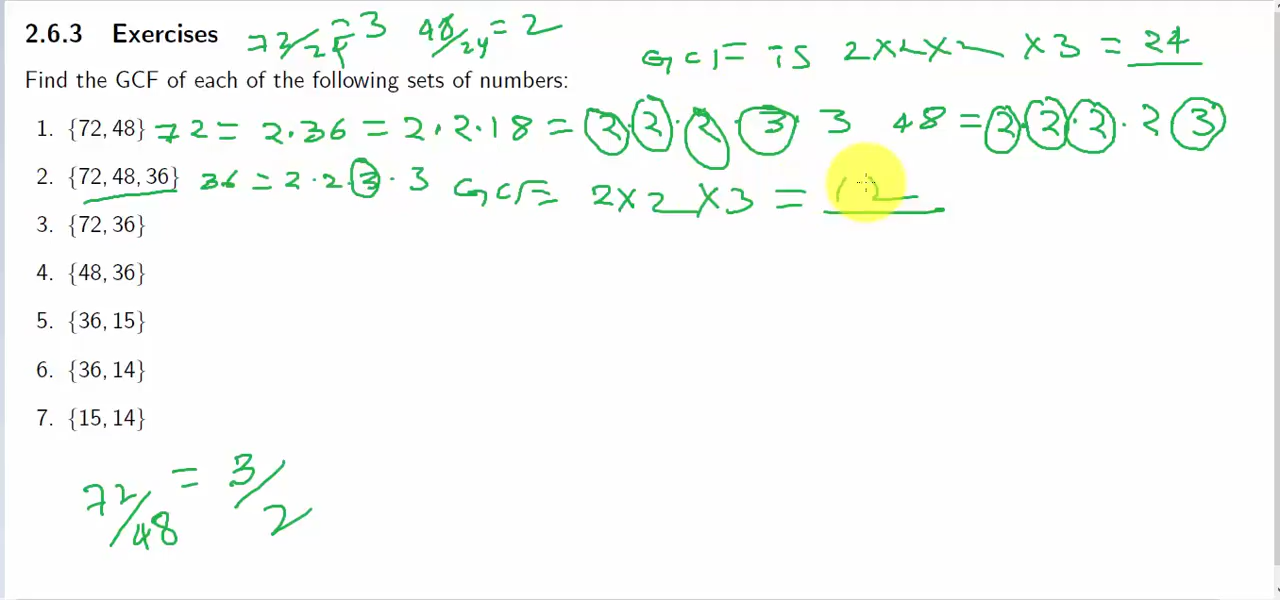 2.6.3 Exercises 72/24 = 3 48/24 = 2
GCF is 2×2×2 ×3 = 24
Find the GCF of each of the following sets of numbers:
1. {72, 48} 72 = 2·36 = 2·2·18 = 2·2·2·3·3 48 = 2·2·2·2 3
2. {72, 48, 36} 36 = 2·2·3·3 GCF= 2×2×3 = 12
3. {72, 36}
4. {48, 36}
5. {36, 15}
6. {36, 14}
7. {15, 14}
72/48 = 3/2